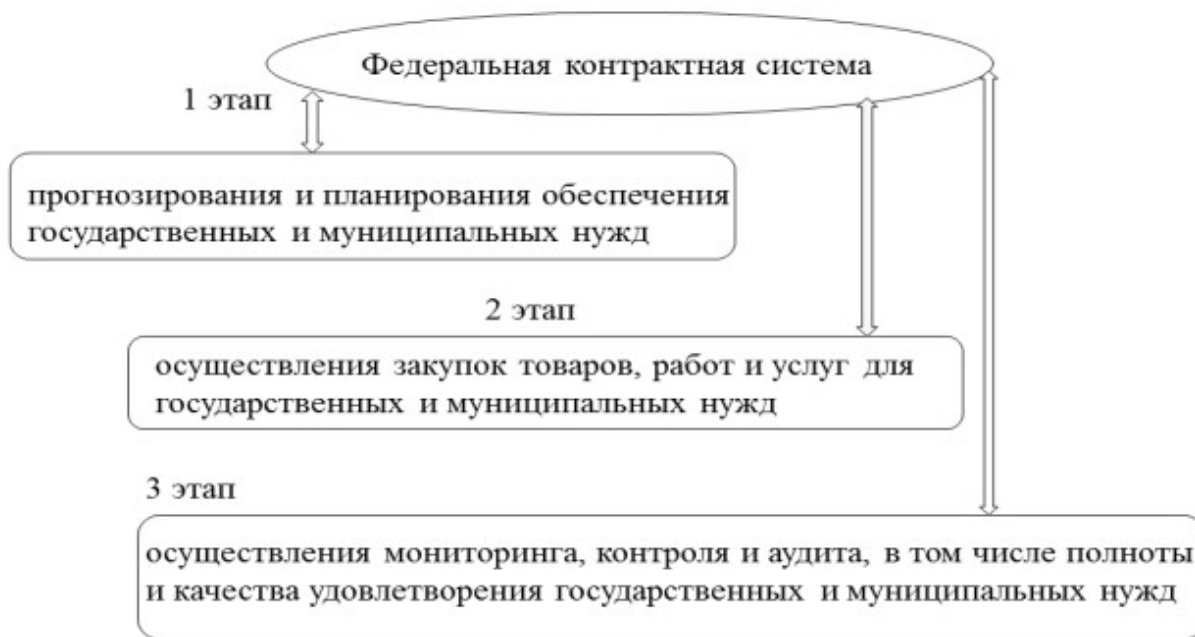 Федеральная контрактная система
1 этап
прогнозирования и планирования обеспечения
государственных и муниципальных нужд
2 этап
осуществления закупок товаров, работ и услуг для
государственных и муниципальных нужд
3 этап
осуществления мониторинга, контроля и аудита, в том числе полноты
и качества удовлетворения государственных и муниципальных нужд